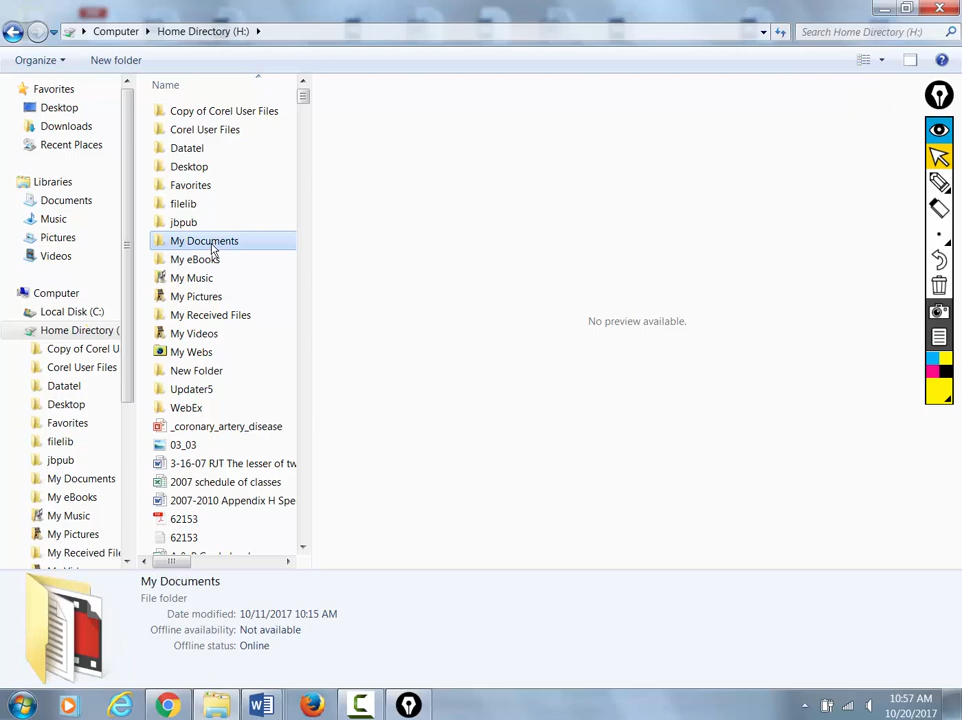 Computer Home Directory (H:)
Search Home Directory (H:)
Organize New folder
Favorites
Desktop
Downloads
Recent Places
Libraries
Documents
Music
Pictures
Videos
Computer
Local Disk (C:)
Home Directory (
Copy of Corel U
Corel User Files
Datatel
Desktop
Favorites
filelib
jbpub
My Documents
My eBooks
My Music
My Pictures
My Received File
Name
Copy of Corel User Files
Corel User Files
Datatel
Desktop
Favorites
filelib
jbpub
My Documents
My eBooks
My Music
My Pictures
My Received Files
My Videos
My Webs
New Folder
Updater5
WebEx
_coronary_artery_disease
03_03
3-16-07 RJT The lesser of tw
2007 schedule of classes
2007-2010 Appendix H Spe
62153
62153
No preview available.
My Documents
File folder
Date modified: 10/11/2017 10:15 AM
Offline availability: Not available
Offline status: Online
10:57 AM
10/20/2017